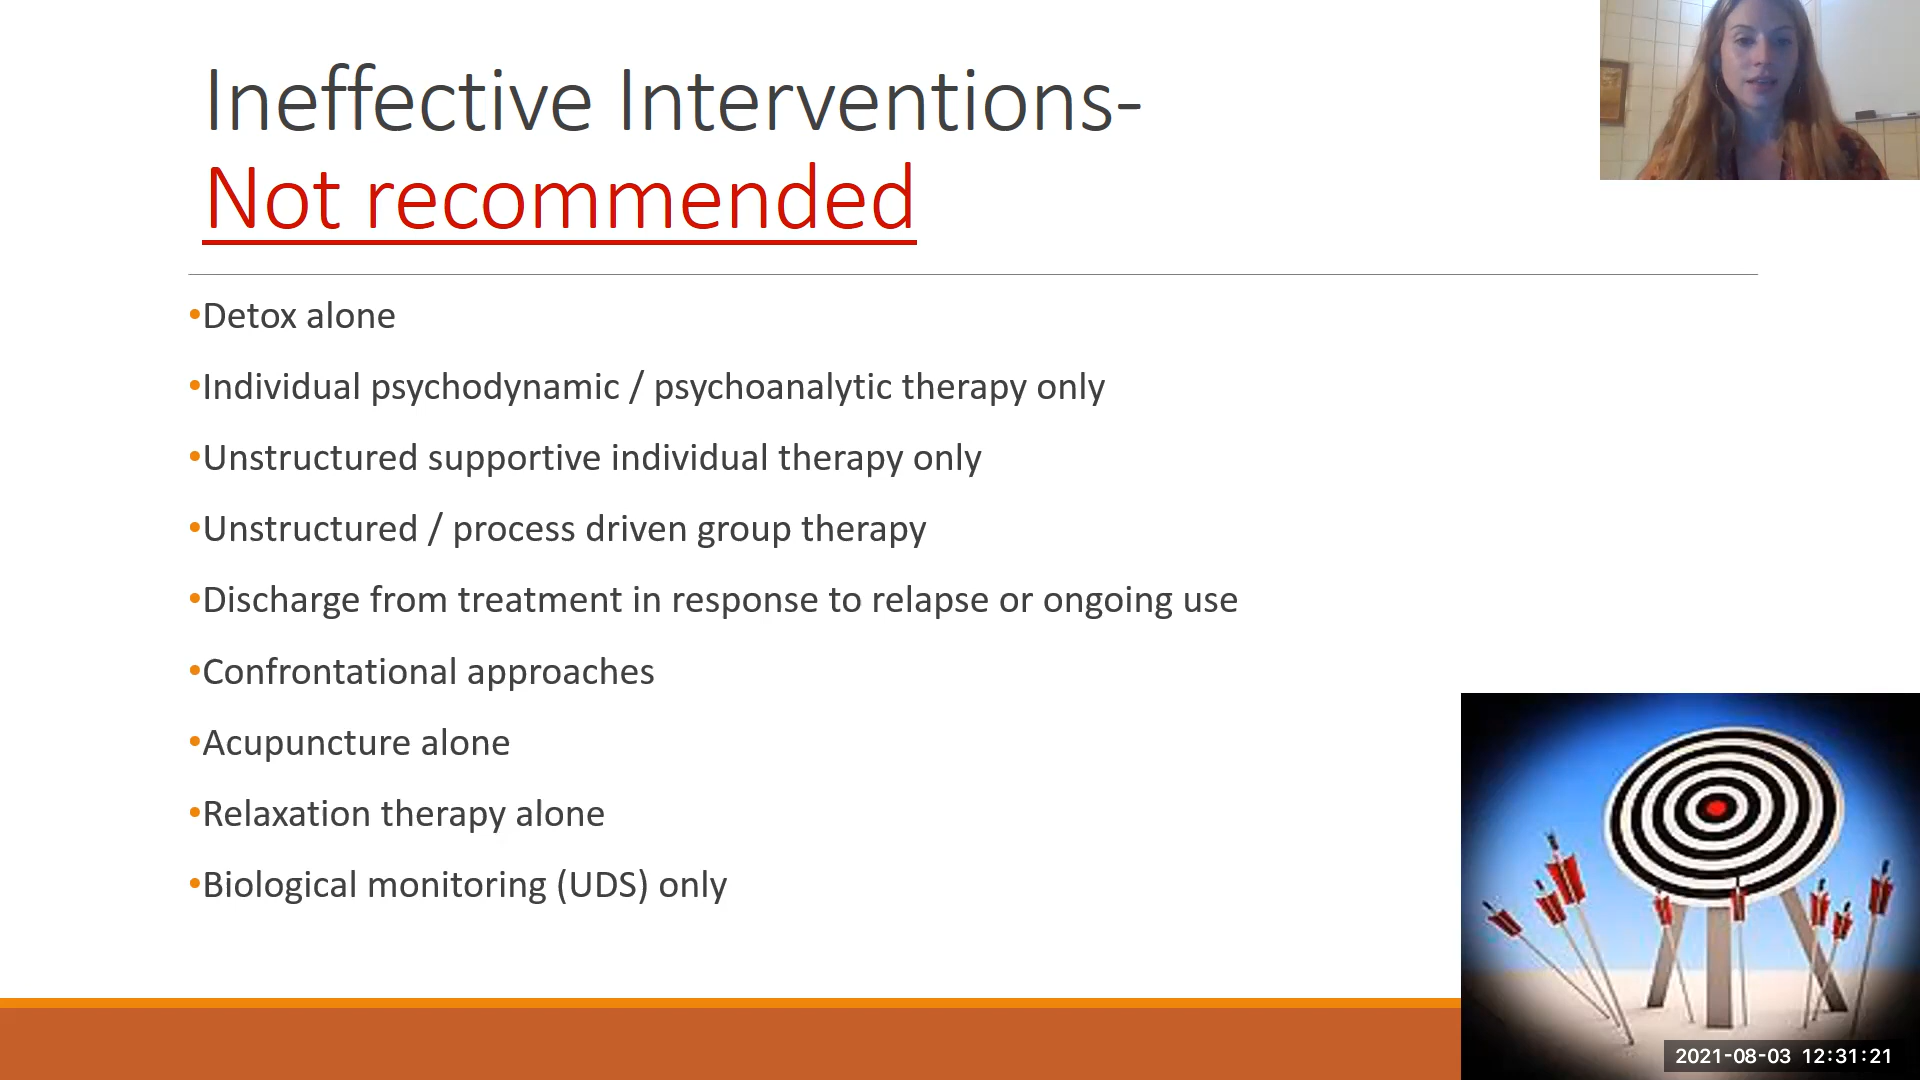 Ineffective Interventions-
Not recommended
•Detox alone
•Individual psychodynamic / psychoanalytic therapy only
•Unstructured supportive individual therapy only
•Unstructured / process driven group therapy
•Discharge from treatment in response to relapse or ongoing use
•Confrontational approaches
•Acupuncture alone
•Relaxation therapy alone
•Biological monitoring (UDS) only
2021-08-03 12:31:21